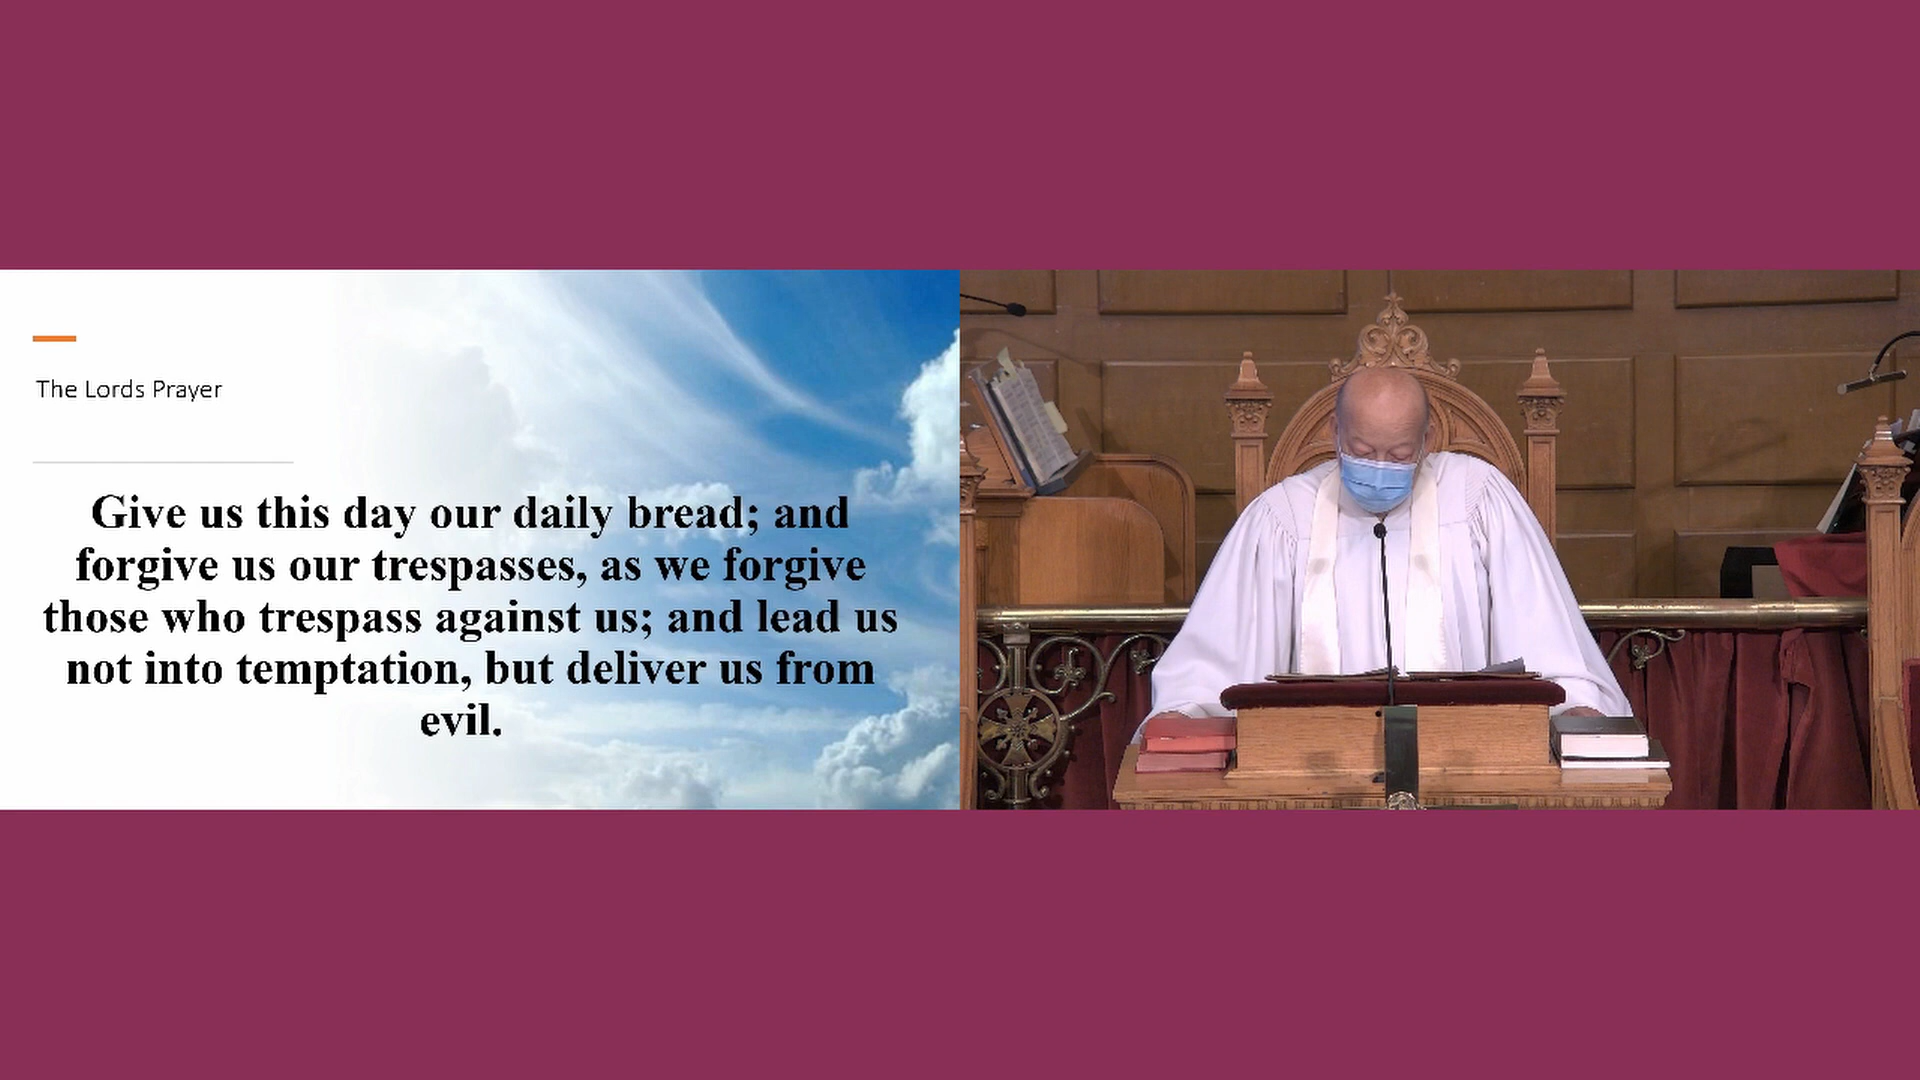 The Lords Prayer
Give us this day our daily bread; and
forgive us our trespasses, as we forgive
those who trespass against us; and lead us
not into temptation, but deliver us from
evil.